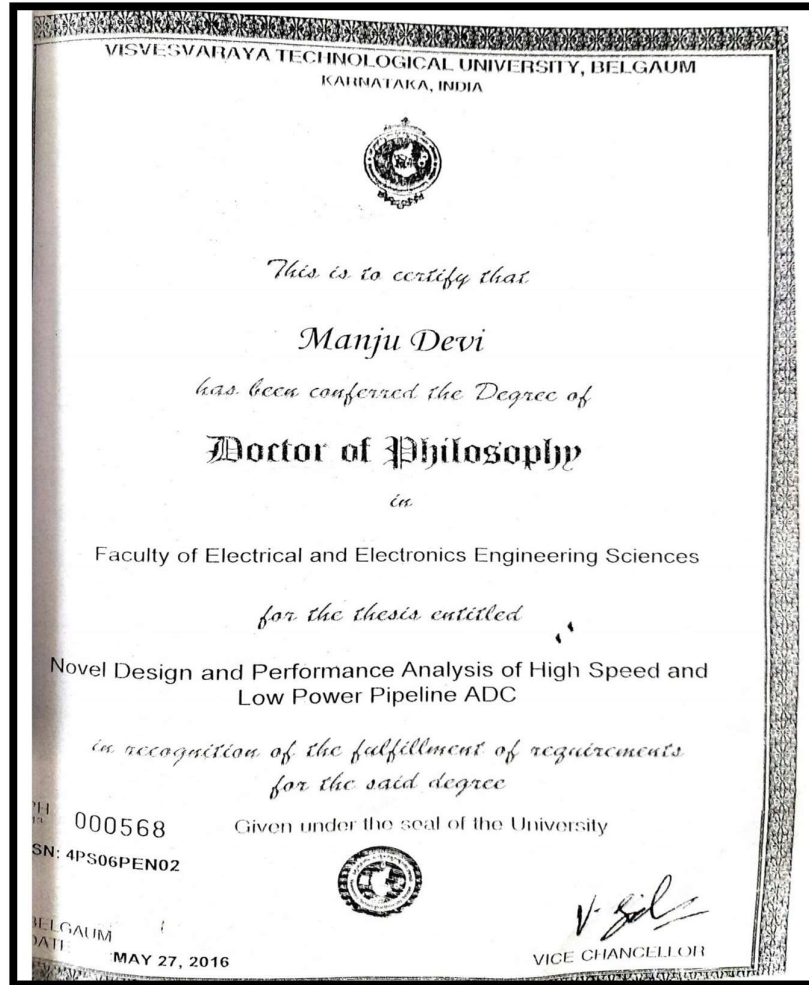 VISVESVARAYA TECHNOLOGICAL UNIVERSITY, BELGAUM
KARNATAKA, INDIA
This is to certify that
Manju Devi
has been conferred the Degree of
Doctor of Philosophy
in
Faculty of Electrical and Electronics Engineering Sciences
for the thesis entitled
Novel Design and Performance Analysis of High Speed and
Low Power Pipeline ADC
in recognition of the fulfillment of requirements
for the said degree
000568
Given under the seal of the University
SN: 4PS06PEN02
BELGAUM
DATE MAY 27, 2016
VICE CHANCELLOR